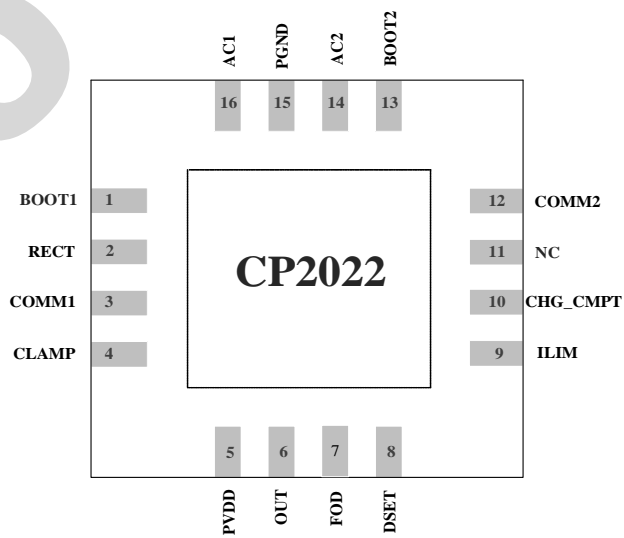 AC1 PGND AC2 BOOT2
16 15 14 13
BOOT1 1 12 COMM2
RECT 2 11 NC
CP2022
COMM1 3 10 CHG_CMPT
CLAMP 4 9 ILIM
5 6 7 8
PVDD OUT FOD DSET